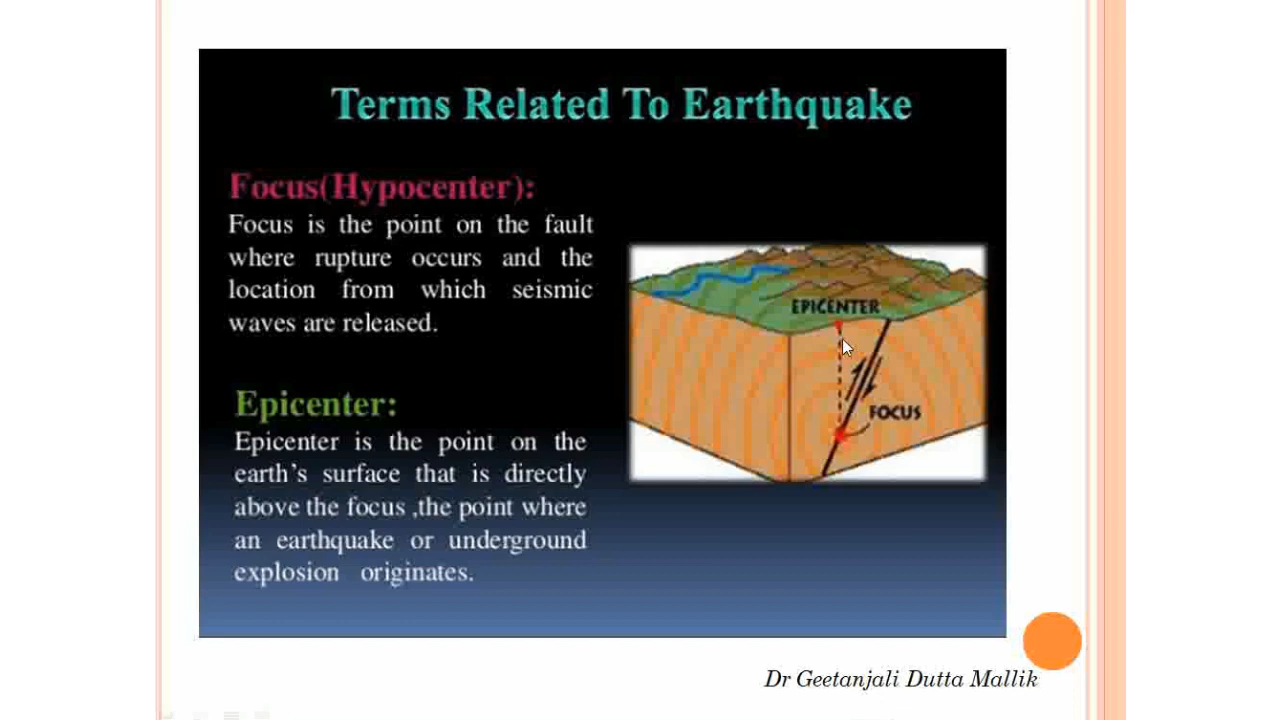 Terms Related To Earthquake
Focus(Hypocenter):
Focus is the point on the fault
where rupture occurs and the
location from which seismic
waves are released.
EPICENTER
FOCUS
Epicenter:
Epicenter is the point on the
earth's surface that is directly
above the focus ,the point where
an earthquake or underground
explosion originates.
Dr Geetanjali Dutta Mallik